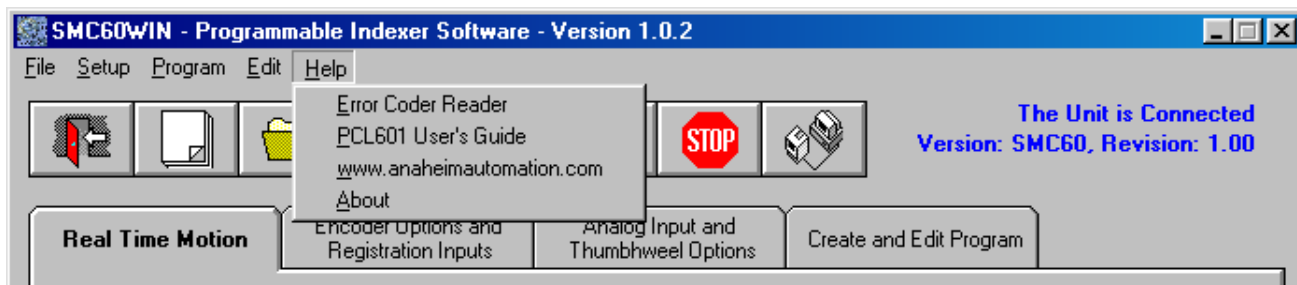 SMC60WIN - Programmable Indexer Software - Version 1.0.2
File Setup Program Edit Help
Error Coder Reader
PCL601 User's Guide
www.anaheimautomation.com
About
STOP
The Unit is Connected
Version: SMC60, Revision: 1.00
Real Time Motion
Encoder Options and
Registration Inputs
Analog Input and
Thumbhweel Options
Create and Edit Program